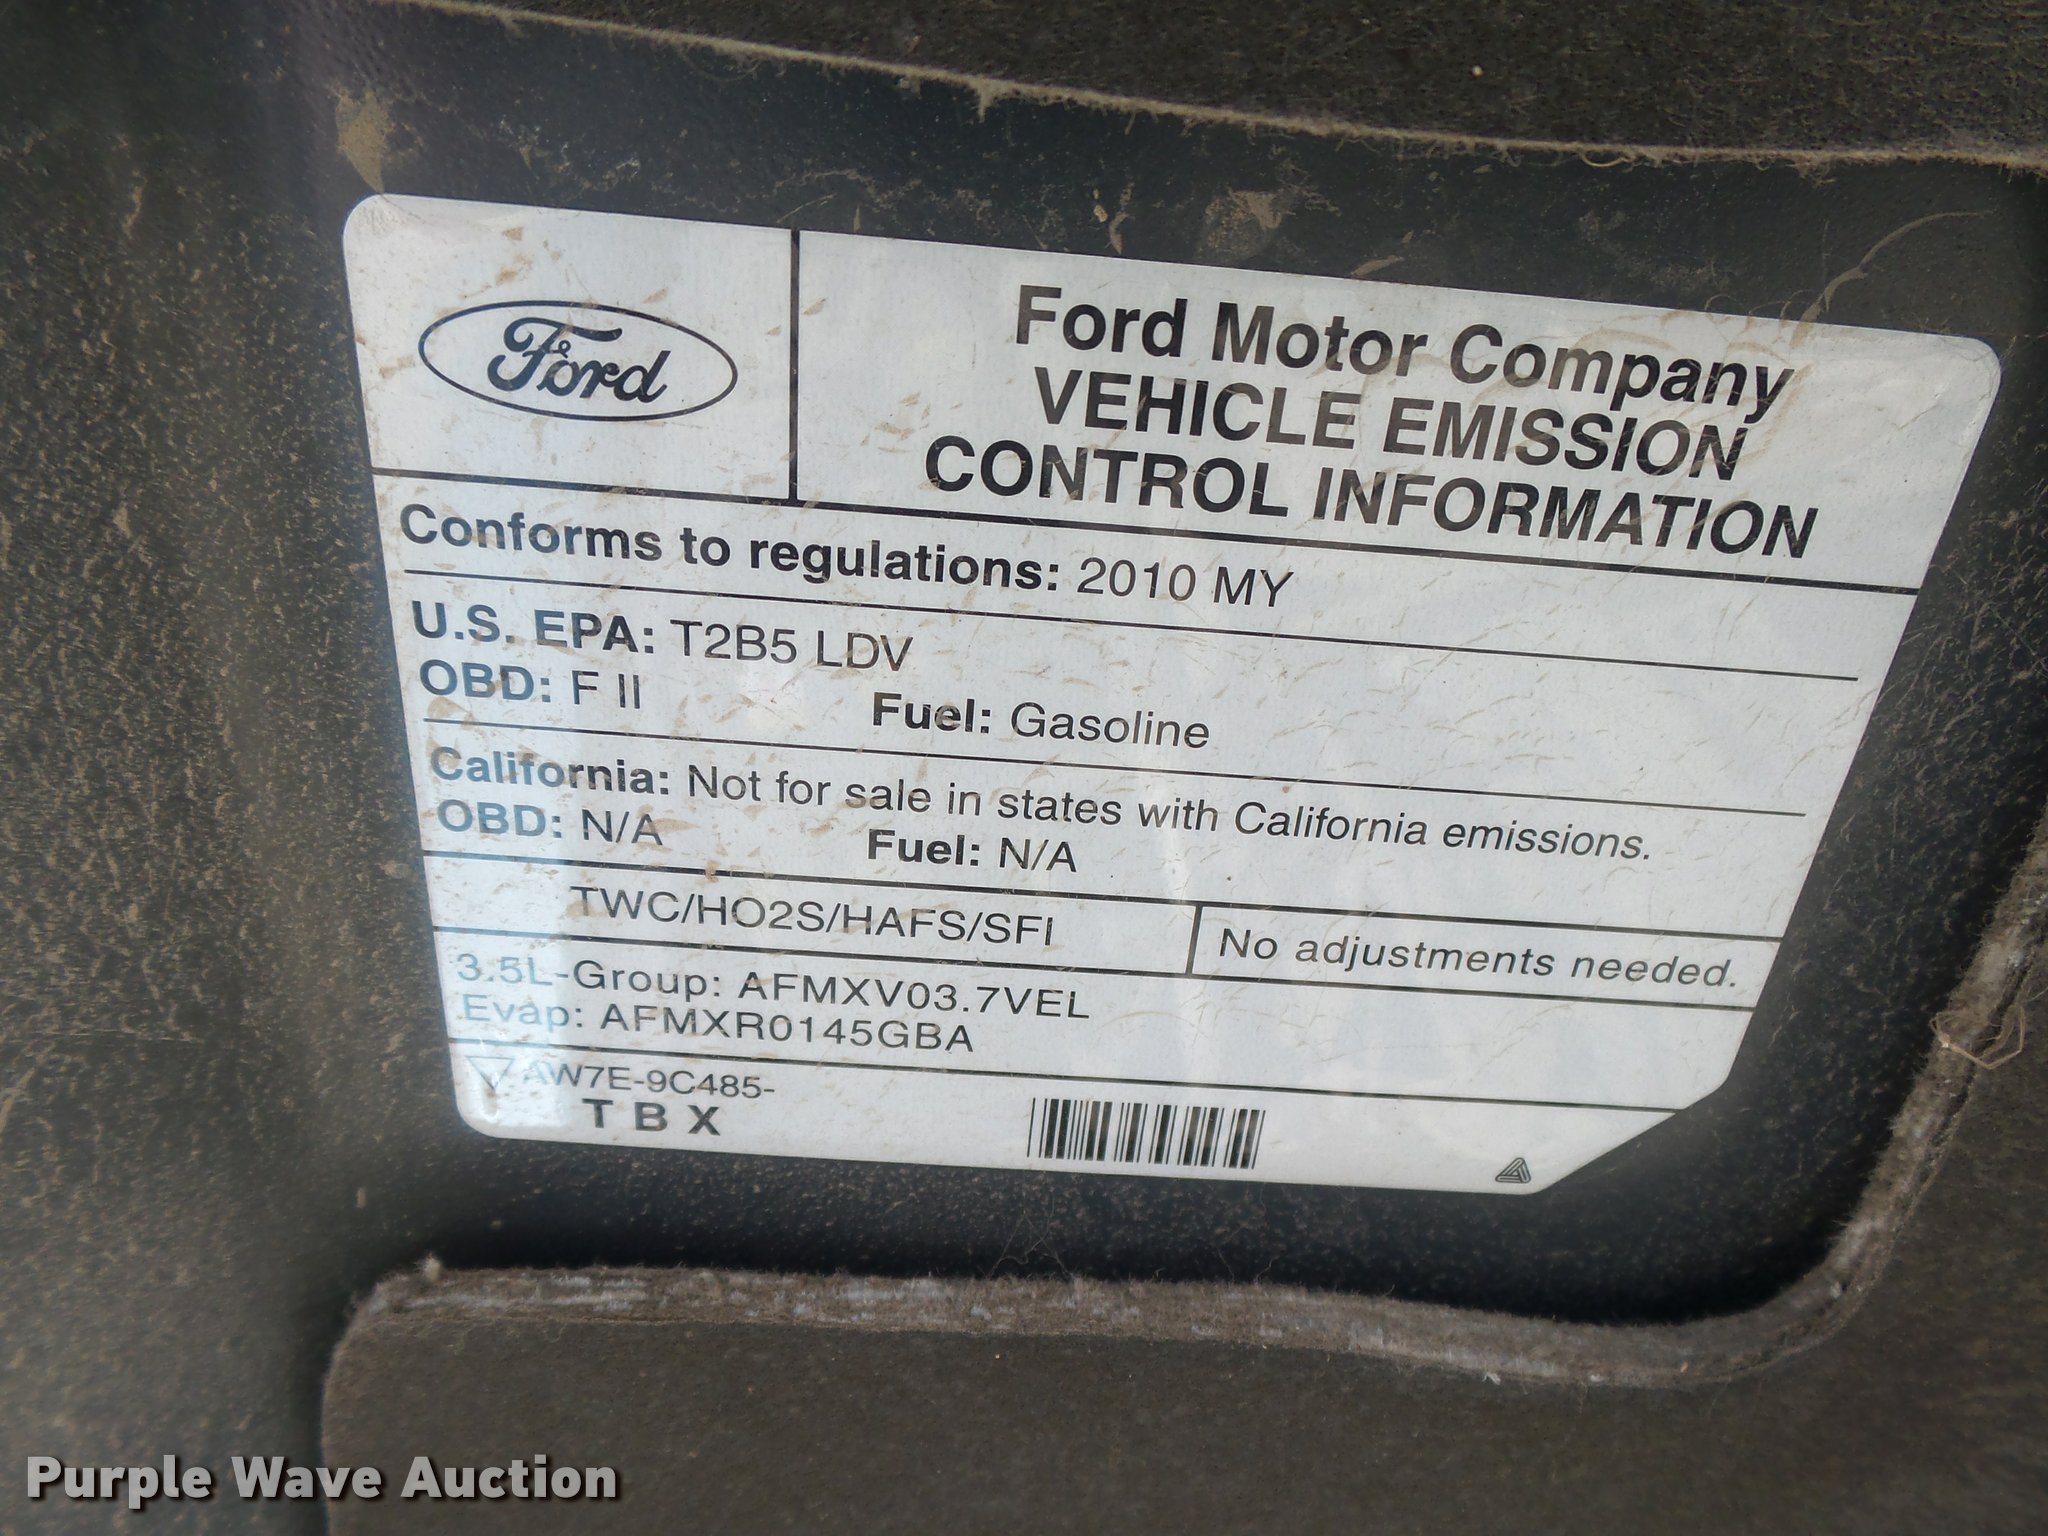 Ford
Ford Motor Company
VEHICLE EMISSION
CONTROL INFORMATION
Conforms to regulations: 2010 MY
U.S. EPA: T2B5 LDV
OBD: F II Fuel: Gasoline
California: Not for sale in states with California emissions.
OBD: N/A Fuel: N/A
TWC/HO2S/HAFS/SFI
No adjustments needed.
3.5L-Group: AFMXV03.7VEL
Evap: AFMXR0145GBA
AW7E-9C485-
T B X
Purple Wave Auction